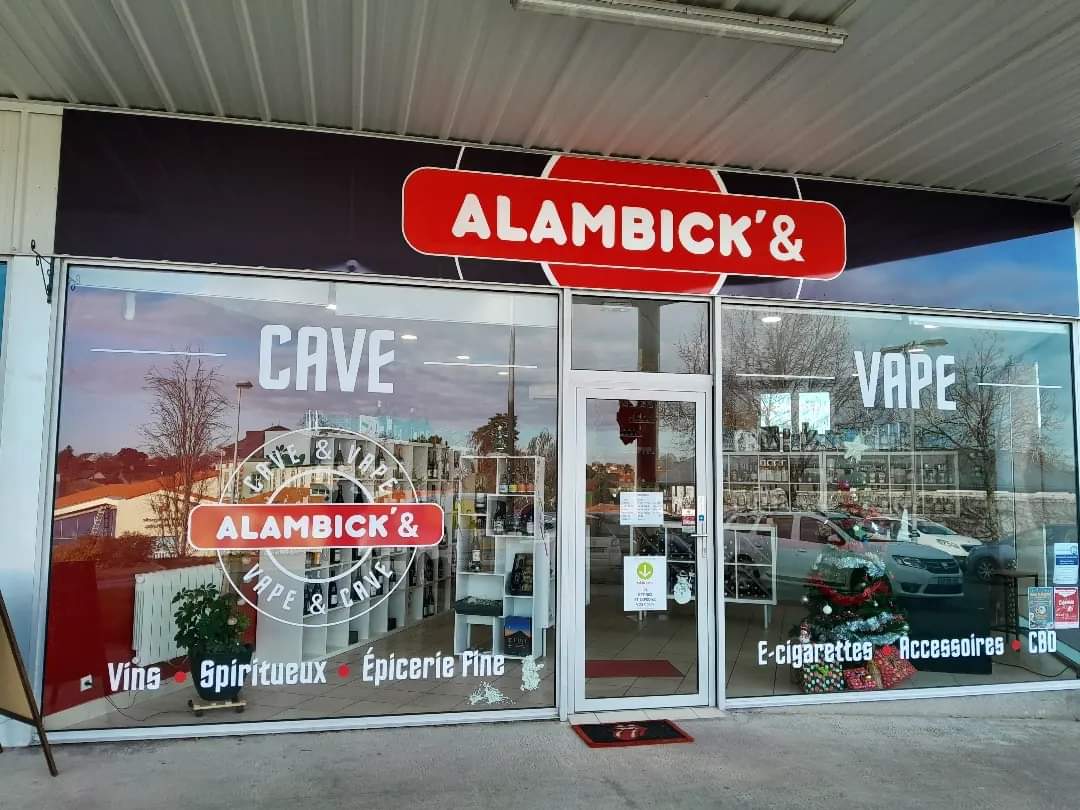 ALAMBICK'&
CAVE
CAVE & VAPE
ALAMBICK'&
VAPE & CAVE
Vins • Spiritueux • Épicerie Fine
VAPE
E-cigarettes • Accessoires • CBD